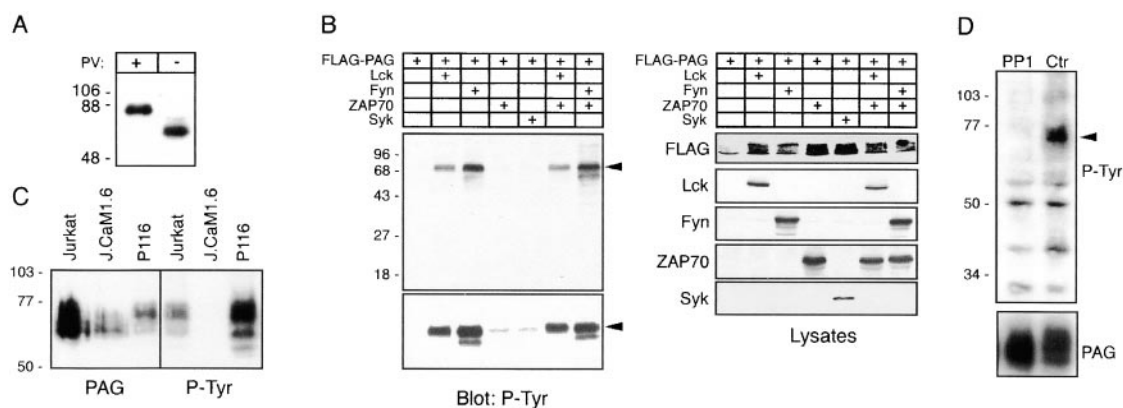 A
PV: + -
106 -
88 -
48 -
B
FLAG-PAG + + + + + + +
Lck + +
Fyn + +
ZAP70 + + +
Syk +
96 -
68 -
43 -
27 -
18 -
Blot: P-Tyr
FLAG-PAG + + + + + + +
Lck + +
Fyn + +
ZAP70 + + +
Syk +
FLAG
Lck
Fyn
ZAP70
Syk
Lysates
C
Jurkat J.CaM1.6 P116 Jurkat J.CaM1.6 P116
103 -
77 -
50 -
PAG P-Tyr
D
PP1 Ctr
103 -
77 -
P-Tyr
50 -
34 -
PAG